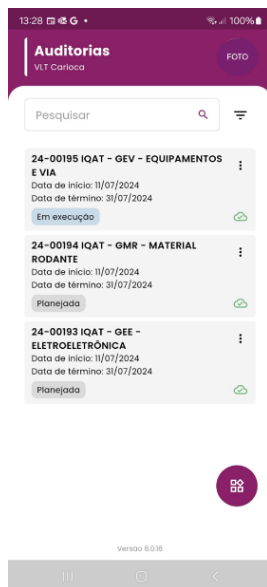 13:28 G • 100%
Auditorias
VLT Carioca
FOTO
Pesquisar
24-00195 IQAT - GEV - EQUIPAMENTOS
E VIA
Data de início: 11/07/2024
Data de término: 31/07/2024
Em execução
24-00194 IQAT - GMR - MATERIAL
RODANTE
Data de início: 11/07/2024
Data de término: 31/07/2024
Planejada
24-00193 IQAT - GEE -
ELETROELETRÔNICA
Data de início: 11/07/2024
Data de término: 31/07/2024
Planejada
Versão 8.0.16